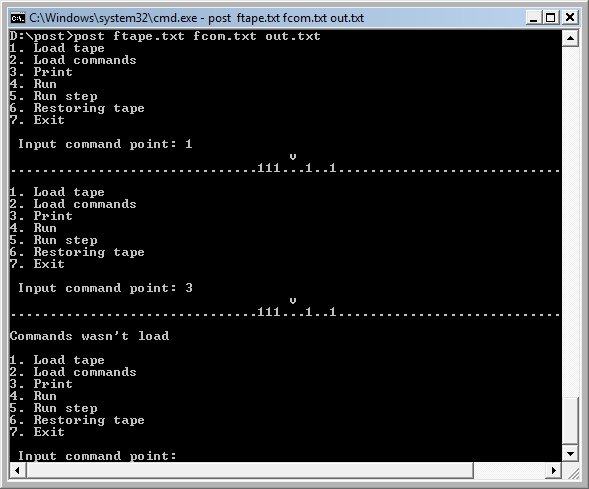 C:\Windows\system32\cmd.exe - post  ftape.txt fcom.txt out.txt
D:\post>post ftape.txt fcom.txt out.txt
1. Load tape
2. Load commands
3. Print
4. Run
5. Run step
6. Restoring tape
7. Exit
Input command point: 1
v
...............................111...1..1............................
1. Load tape
2. Load commands
3. Print
4. Run
5. Run step
6. Restoring tape
7. Exit
Input command point: 3
v
...............................111...1..1............................
Commands wasn't load
1. Load tape
2. Load commands
3. Print
4. Run
5. Run step
6. Restoring tape
7. Exit
Input command point: